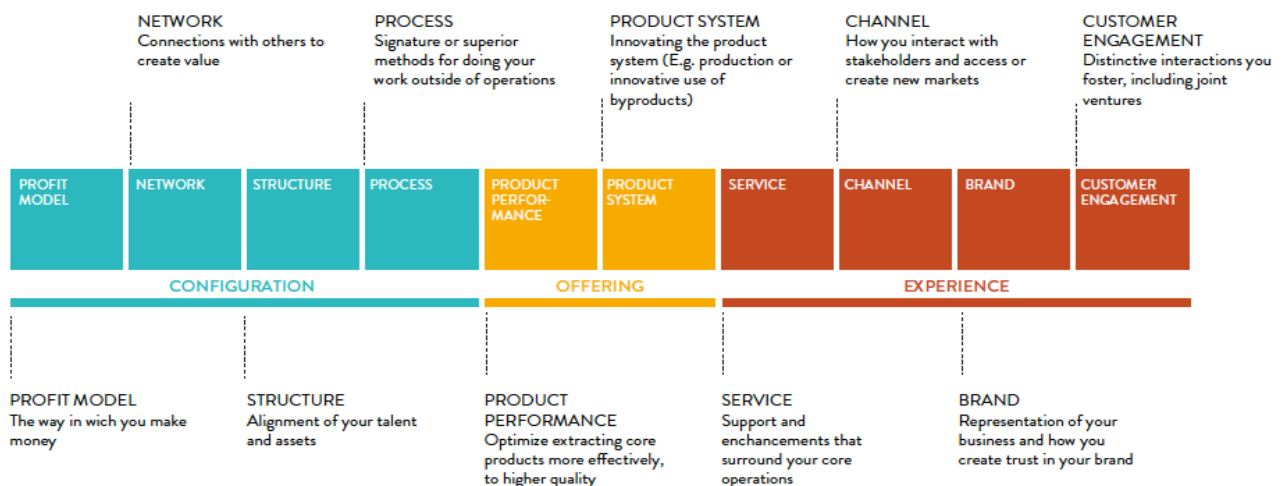 NETWORK
Connections with others to
create value
PROCESS
Signature or superior
methods for doing your
work outside of operations
PRODUCT SYSTEM
Innovating the product
system (E.g. production or
innovative use of
byproducts)
CHANNEL
How you interact with
stakeholders and access or
create new markets
CUSTOMER
ENGAGEMENT
Distinctive interactions you
foster, including joint
ventures
PROFIT
MODEL
NETWORK
STRUCTURE
PROCESS
PRODUCT
PERFOR-
MANCE
PRODUCT
SYSTEM
SERVICE
CHANNEL
BRAND
CUSTOMER
ENGAGEMENT
CONFIGURATION
OFFERING
EXPERIENCE
PROFIT MODEL
The way in wich you make
money
STRUCTURE
Alignment of your talent
and assets
PRODUCT
PERFORMANCE
Optimize extracting core
products more effectively,
to higher quality
SERVICE
Support and
enchancements that
surround your core
operations
BRAND
Representation of your
business and how you
create trust in your brand